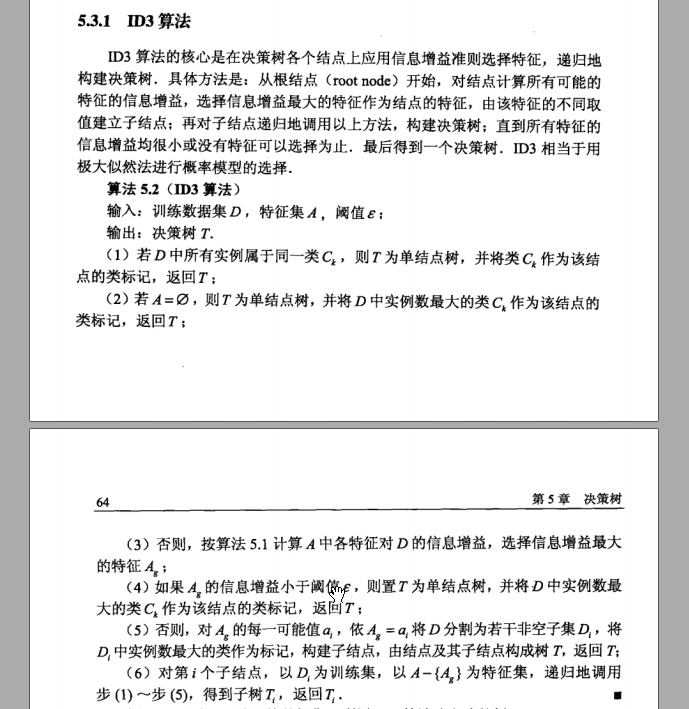 5.3.1 ID3 算法
ID3 算法的核心是在决策树各个结点上应用信息增益准则选择特征，递归地
构建决策树．具体方法是：从根结点（root node）开始，对结点计算所有可能的
特征的信息增益，选择信息增益最大的特征作为结点的特征，由该特征的不同取
值建立子结点；再对子结点递归地调用以上方法，构建决策树；直到所有特征的
信息增益均很小或没有特征可以选择为止．最后得到一个决策树．ID3 相当于用
极大似然法进行概率模型的选择．
算法 5.2（ID3 算法）
输入：训练数据集 D，特征集 A，阈值 ε；
输出：决策树 T．
（1）若 D 中所有实例属于同一类 Cₖ，则 T 为单结点树，并将类 Cₖ 作为该结
点的类标记，返回 T；
（2）若 A=∅，则 T 为单结点树，并将 D 中实例数最大的类 Cₖ 作为该结点的
类标记，返回 T；
64 第 5 章 决策树
（3）否则，按算法 5.1 计算 A 中各特征对 D 的信息增益，选择信息增益最大
的特征 A_g；
（4）如果 A_g 的信息增益小于阈值 ε，则置 T 为单结点树，并将 D 中实例数最
大的类 Cₖ 作为该结点的类标记，返回 T；
（5）否则，对 A_g 的每一可能值 aᵢ，依 A_g = aᵢ 将 D 分割为若干非空子集 Dᵢ，将
Dᵢ 中实例数最大的类作为标记，构建子结点，由结点及其子结点构成树 T，返回 T；
（6）对第 i 个子结点，以 Dᵢ 为训练集，以 A−{A_g} 为特征集，递归地调用
步 (1)～步 (5)，得到子树 Tᵢ，返回 Tᵢ．